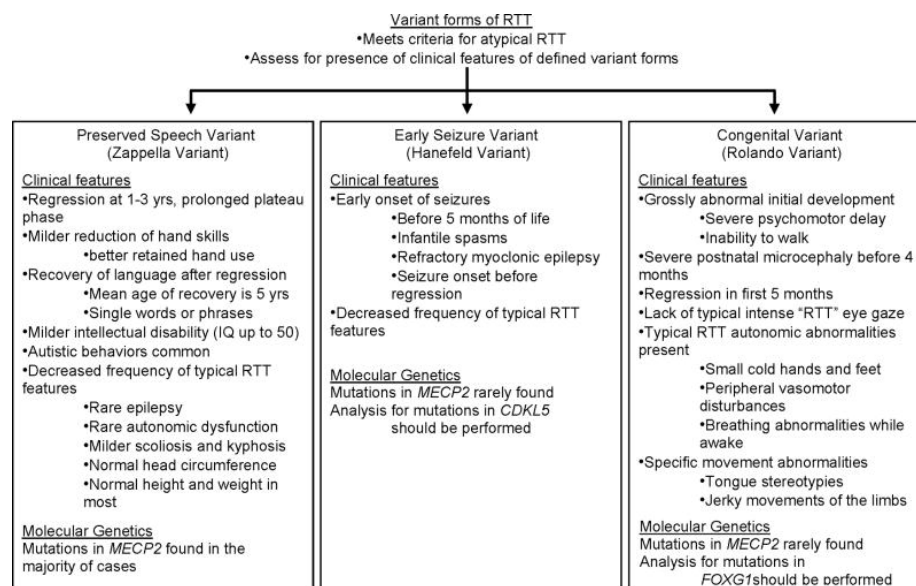 Variant forms of RTT
•Meets criteria for atypical RTT
•Assess for presence of clinical features of defined variant forms
Preserved Speech Variant
(Zappella Variant)
Clinical features
•Regression at 1-3 yrs, prolonged plateau
phase
•Milder reduction of hand skills
better retained hand use
•Recovery of language after regression
•Mean age of recovery is 5 yrs
•Single words or phrases
•Milder intellectual disability (IQ up to 50)
•Autistic behaviors common
•Decreased frequency of typical RTT
features
•Rare epilepsy
•Rare autonomic dysfunction
•Milder scoliosis and kyphosis
•Normal head circumference
•Normal height and weight in
most
Molecular Genetics
Mutations in MECP2 found in the
majority of cases
Early Seizure Variant
(Hanefeld Variant)
Clinical features
•Early onset of seizures
•Before 5 months of life
•Infantile spasms
•Refractory myoclonic epilepsy
•Seizure onset before
regression
•Decreased frequency of typical RTT
features
Molecular Genetics
Mutations in MECP2 rarely found
Analysis for mutations in CDKL5
should be performed
Congenital Variant
(Rolando Variant)
Clinical features
•Grossly abnormal initial development
•Severe psychomotor delay
•Inability to walk
•Severe postnatal microcephaly before 4
months
•Regression in first 5 months
•Lack of typical intense “RTT” eye gaze
•Typical RTT autonomic abnormalities
present
•Small cold hands and feet
•Peripheral vasomotor
disturbances
•Breathing abnormalities while
awake
•Specific movement abnormalities
•Tongue stereotypies
•Jerky movements of the limbs
Molecular Genetics
Mutations in MECP2 rarely found
Analysis for mutations in
FOXG1should be performed